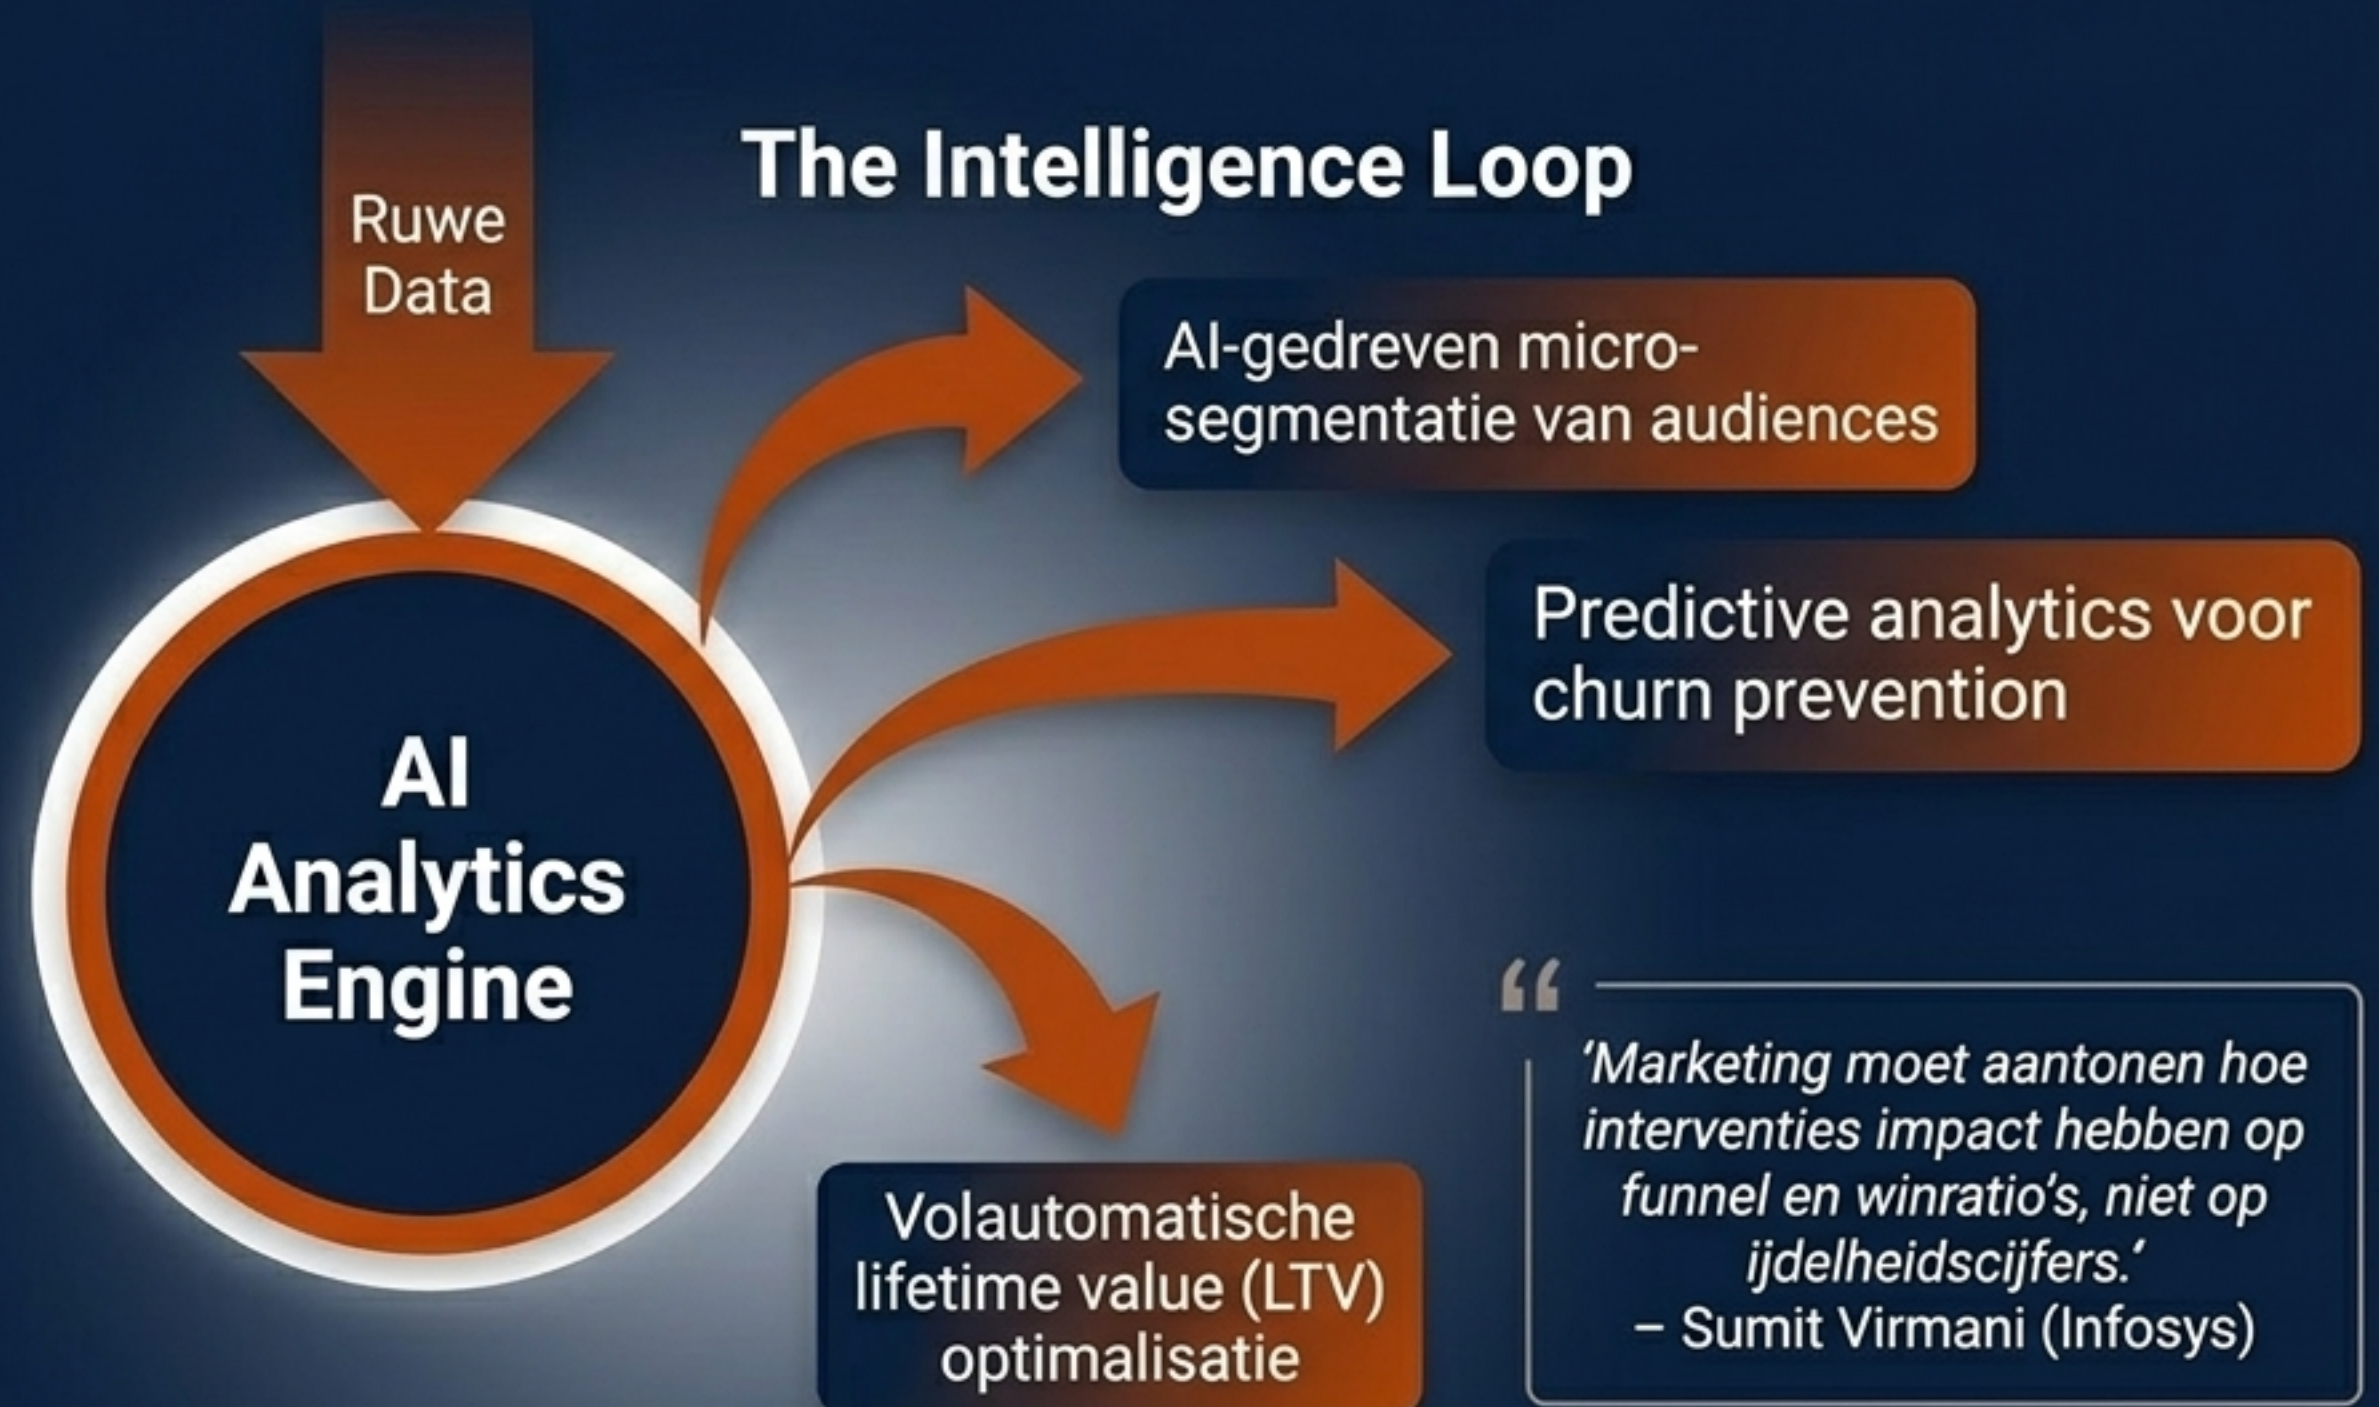 The Intelligence Loop
Ruwe
Data
AI
Analytics
Engine
AI-gedreven micro-
segmentatie van audiences
Predictive analytics voor
churn prevention
Volautomatische
lifetime value (LTV)
optimalisatie
“
‘Marketing moet aantonen hoe
interventies impact hebben op
funnel en winratio’s, niet op
ijdelheidscijfers.‘
– Sumit Virmani (Infosys)